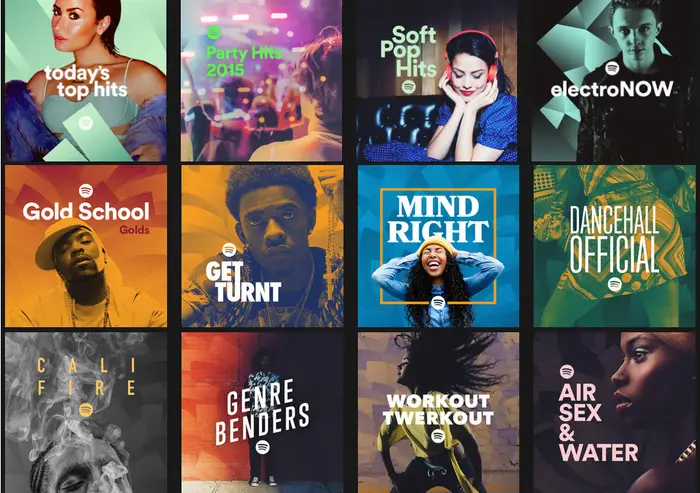 today's
top hits
Party Hits
2015
Soft
Pop
Hits
electroNOW
Gold School
Golds
GET
TURNT
MIND
RIGHT
DANCEHALL
OFFICIAL
CALI
FIRE
GENRE
BENDERS
WORKOUT
TWERKOUT
AIR
SEX
&
WATER